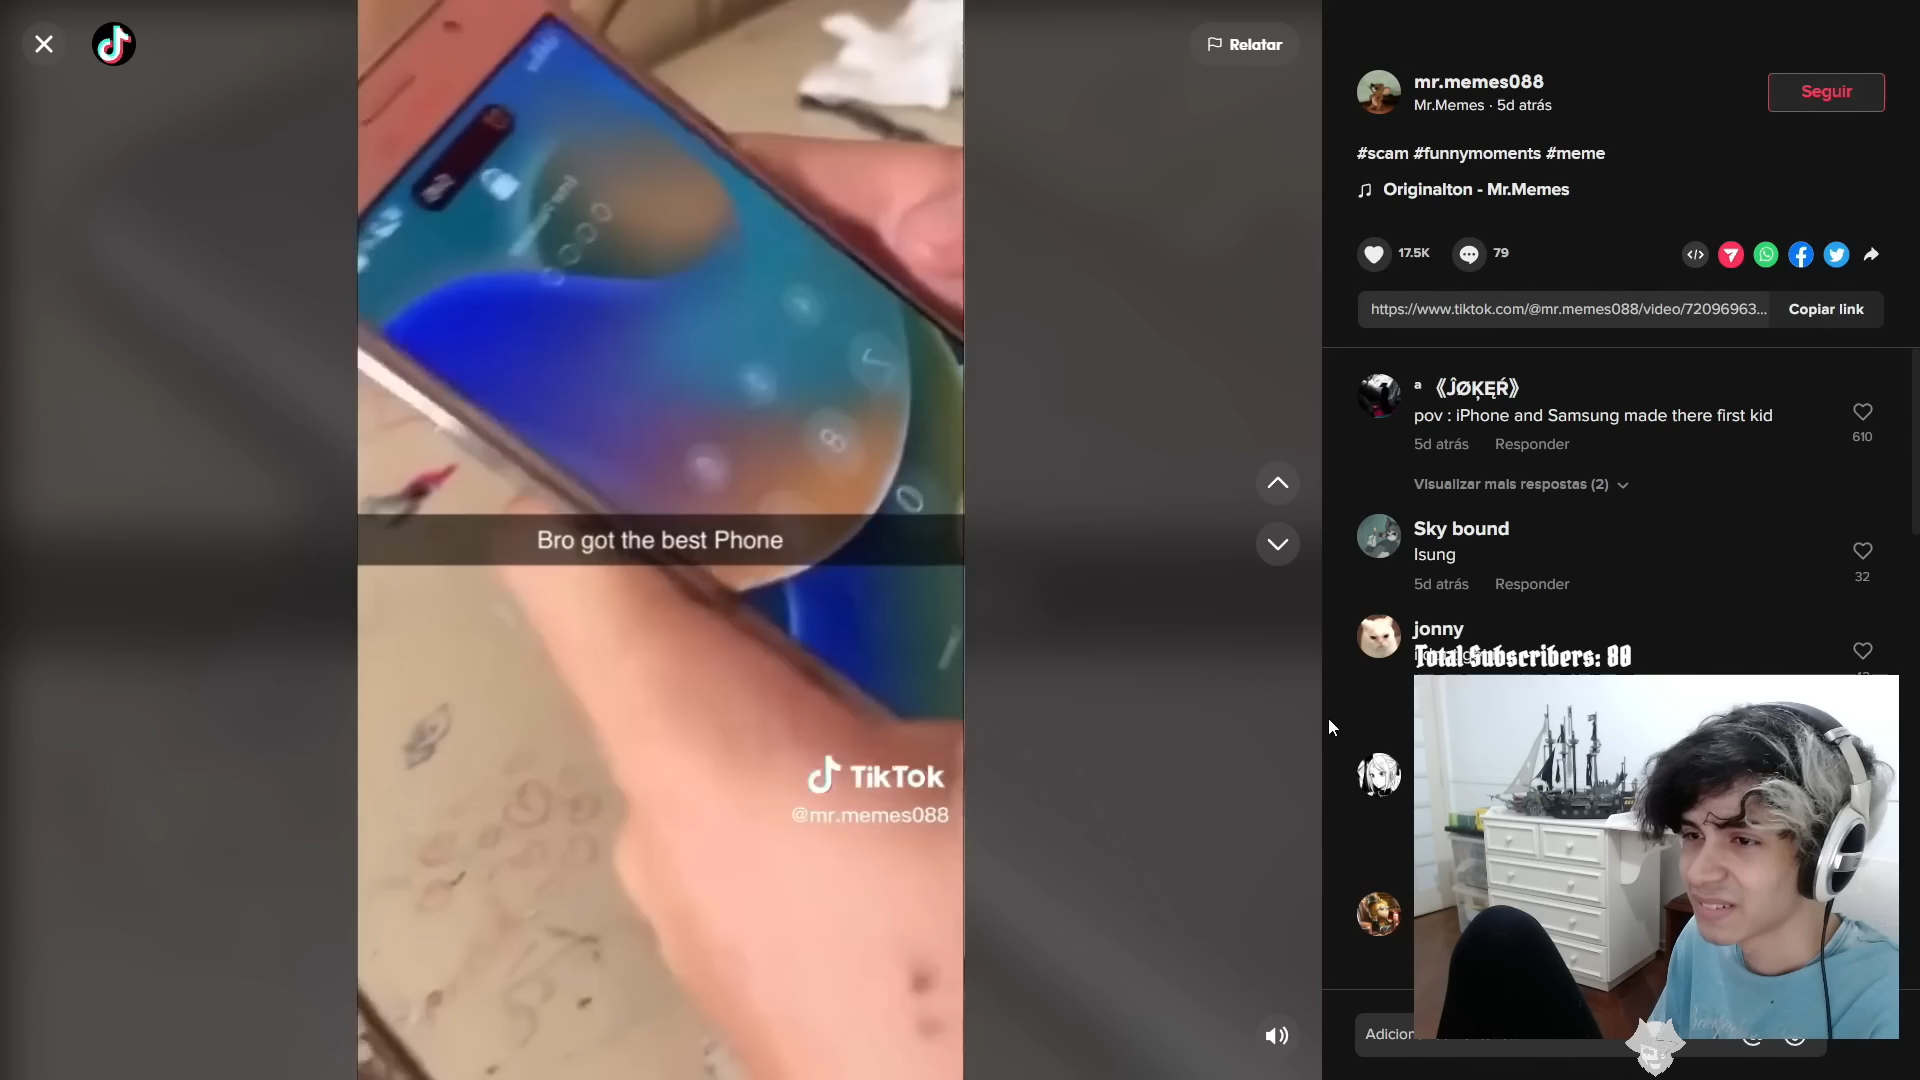 Relatar
Bro got the best Phone
TikTok
@mr.memes088
mr.memes088
Mr.Memes · 5d atrás
Seguir
#scam #funnymoments #meme
Originalton - Mr.Memes
17.5K
79
https://www.tiktok.com/@mr.memes088/video/72096963...
Copiar link
ª 《ĴØĶĘŔ》
pov : iPhone and Samsung made there first kid
610
5d atrás Responder
Visualizar mais respostas (2)
Sky bound
Isung
32
5d atrás Responder
jonny
Total Subscribers: 88
Adicion